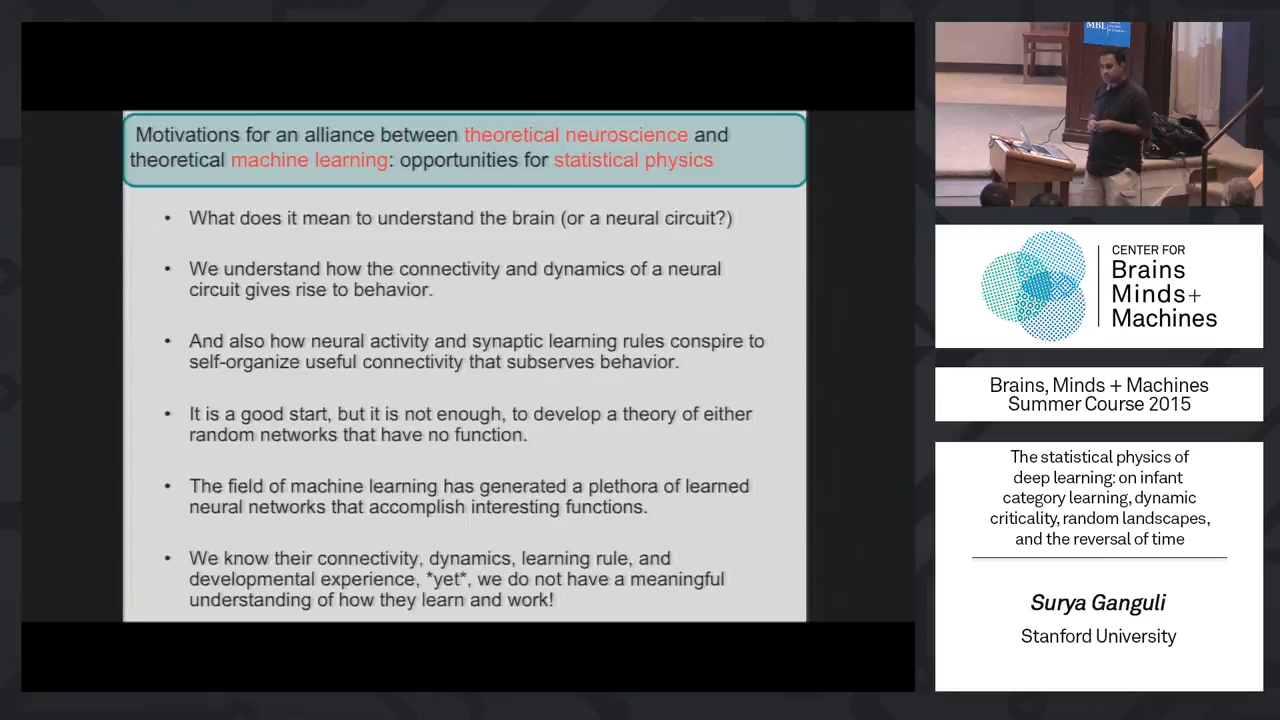 Motivations for an alliance between theoretical neuroscience and
theoretical machine learning: opportunities for statistical physics
• What does it mean to understand the brain (or a neural circuit?)
• We understand how the connectivity and dynamics of a neural
circuit gives rise to behavior.
• And also how neural activity and synaptic learning rules conspire to
self-organize useful connectivity that subserves behavior.
• It is a good start, but it is not enough, to develop a theory of either
random networks that have no function.
• The field of machine learning has generated a plethora of learned
neural networks that accomplish interesting functions.
• We know their connectivity, dynamics, learning rule, and
developmental experience, *yet*, we do not have a meaningful
understanding of how they learn and work!
MBL
CENTER FOR
Brains
Minds+
Machines
Brains, Minds + Machines
Summer Course 2015
The statistical physics of
deep learning: on infant
category learning, dynamic
criticality, random landscapes,
and the reversal of time
Surya Ganguli
Stanford University